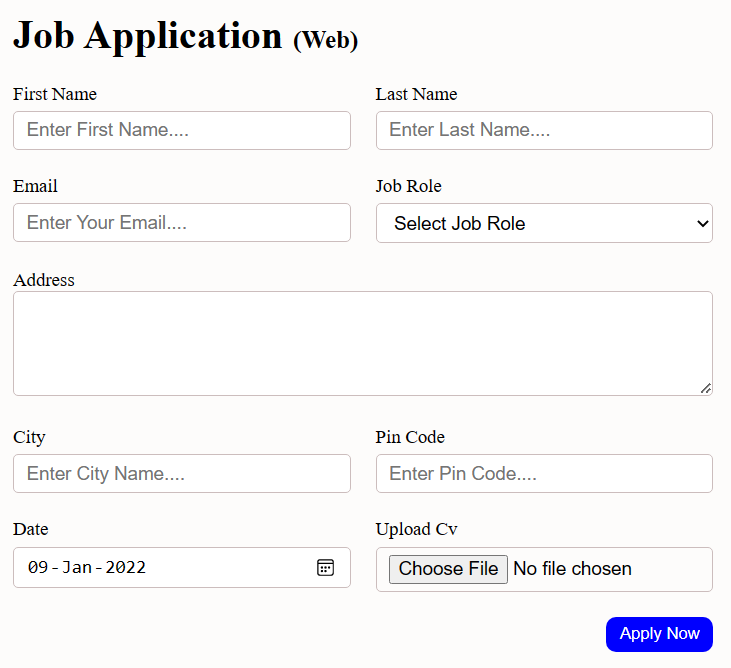 Job Application (Web)
First Name Last Name
Enter First Name.... Enter Last Name....
Email Job Role
Enter Your Email.... Select Job Role
Address
City Pin Code
Enter City Name.... Enter Pin Code....
Date Upload Cv
09-Jan-2022 Choose File No file chosen
Apply Now